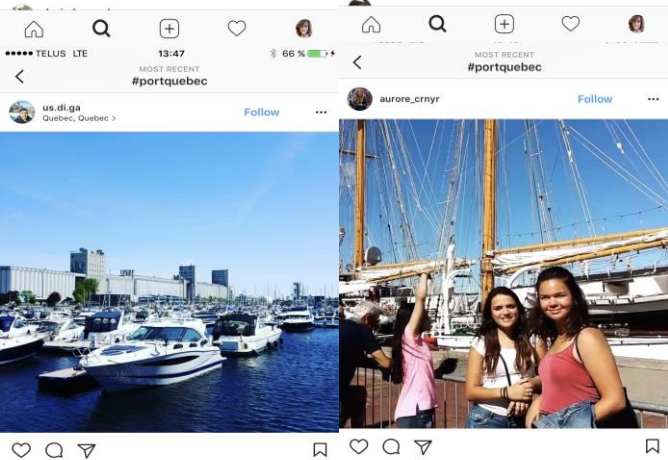 ●●●●● TELUS LTE 13:47 66 %
MOST RECENT
#portquebec
us.di.ga
Quebec, Quebec >
Follow
MOST RECENT
#portquebec
aurore_crnyr
Follow